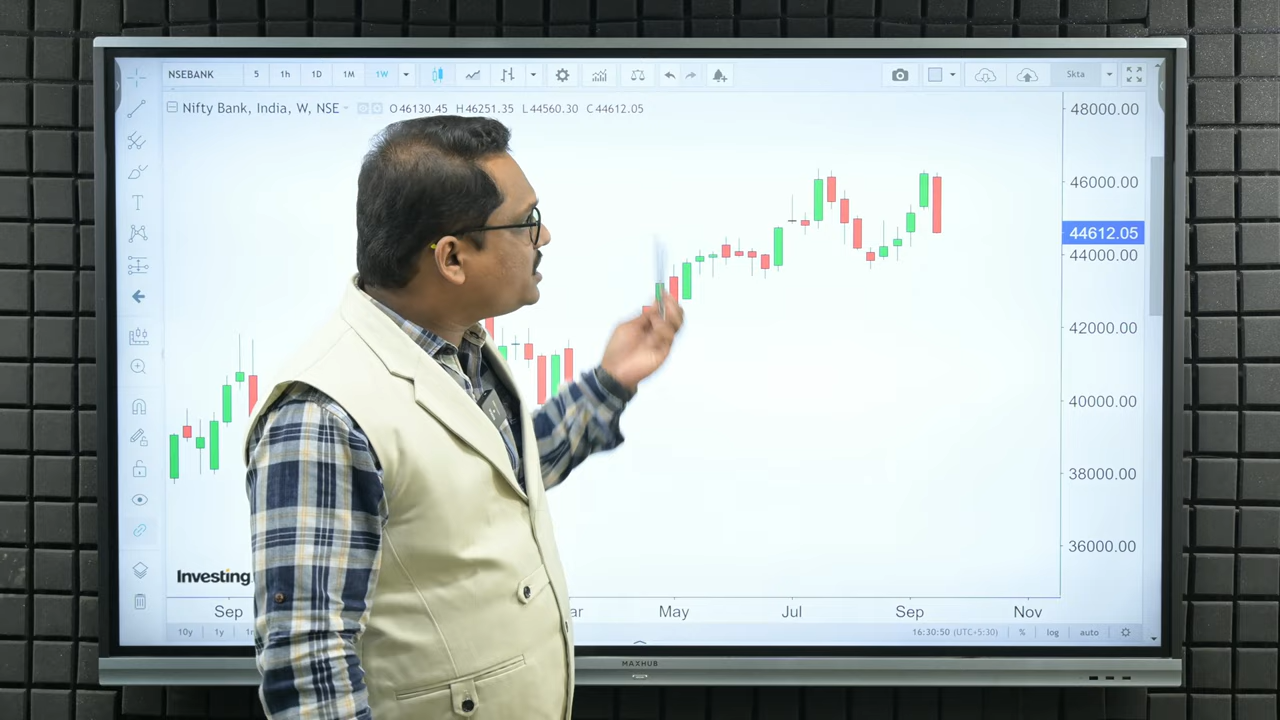 NSEBANK 5 1h 1D 1M 1W Skta
Nifty Bank, India, W, NSE O46130.45 H46251.35 L44560.30 C44612.05
48000.00
46000.00
44612.05
44000.00
42000.00
40000.00
38000.00
36000.00
Investing
Sep May Jul Sep Nov
10y 1y 16:30:50 (UTC+5:30) % log auto
MAXHUB